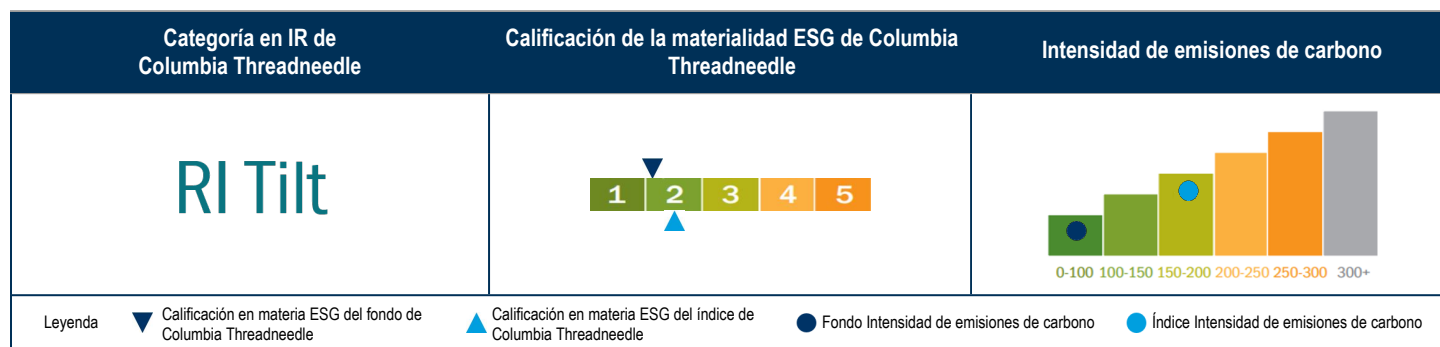 Categoría en IR de
Columbia Threadneedle
Calificación de la materialidad ESG de Columbia
Threadneedle
Intensidad de emisiones de carbono
RI Tilt
1 2 3 4 5
0-100 100-150 150-200 200-250 250-300 300+
Leyenda
Calificación en materia ESG del fondo de
Columbia Threadneedle
Calificación en materia ESG del índice de
Columbia Threadneedle
Fondo Intensidad de emisiones de carbono
Índice Intensidad de emisiones de carbono